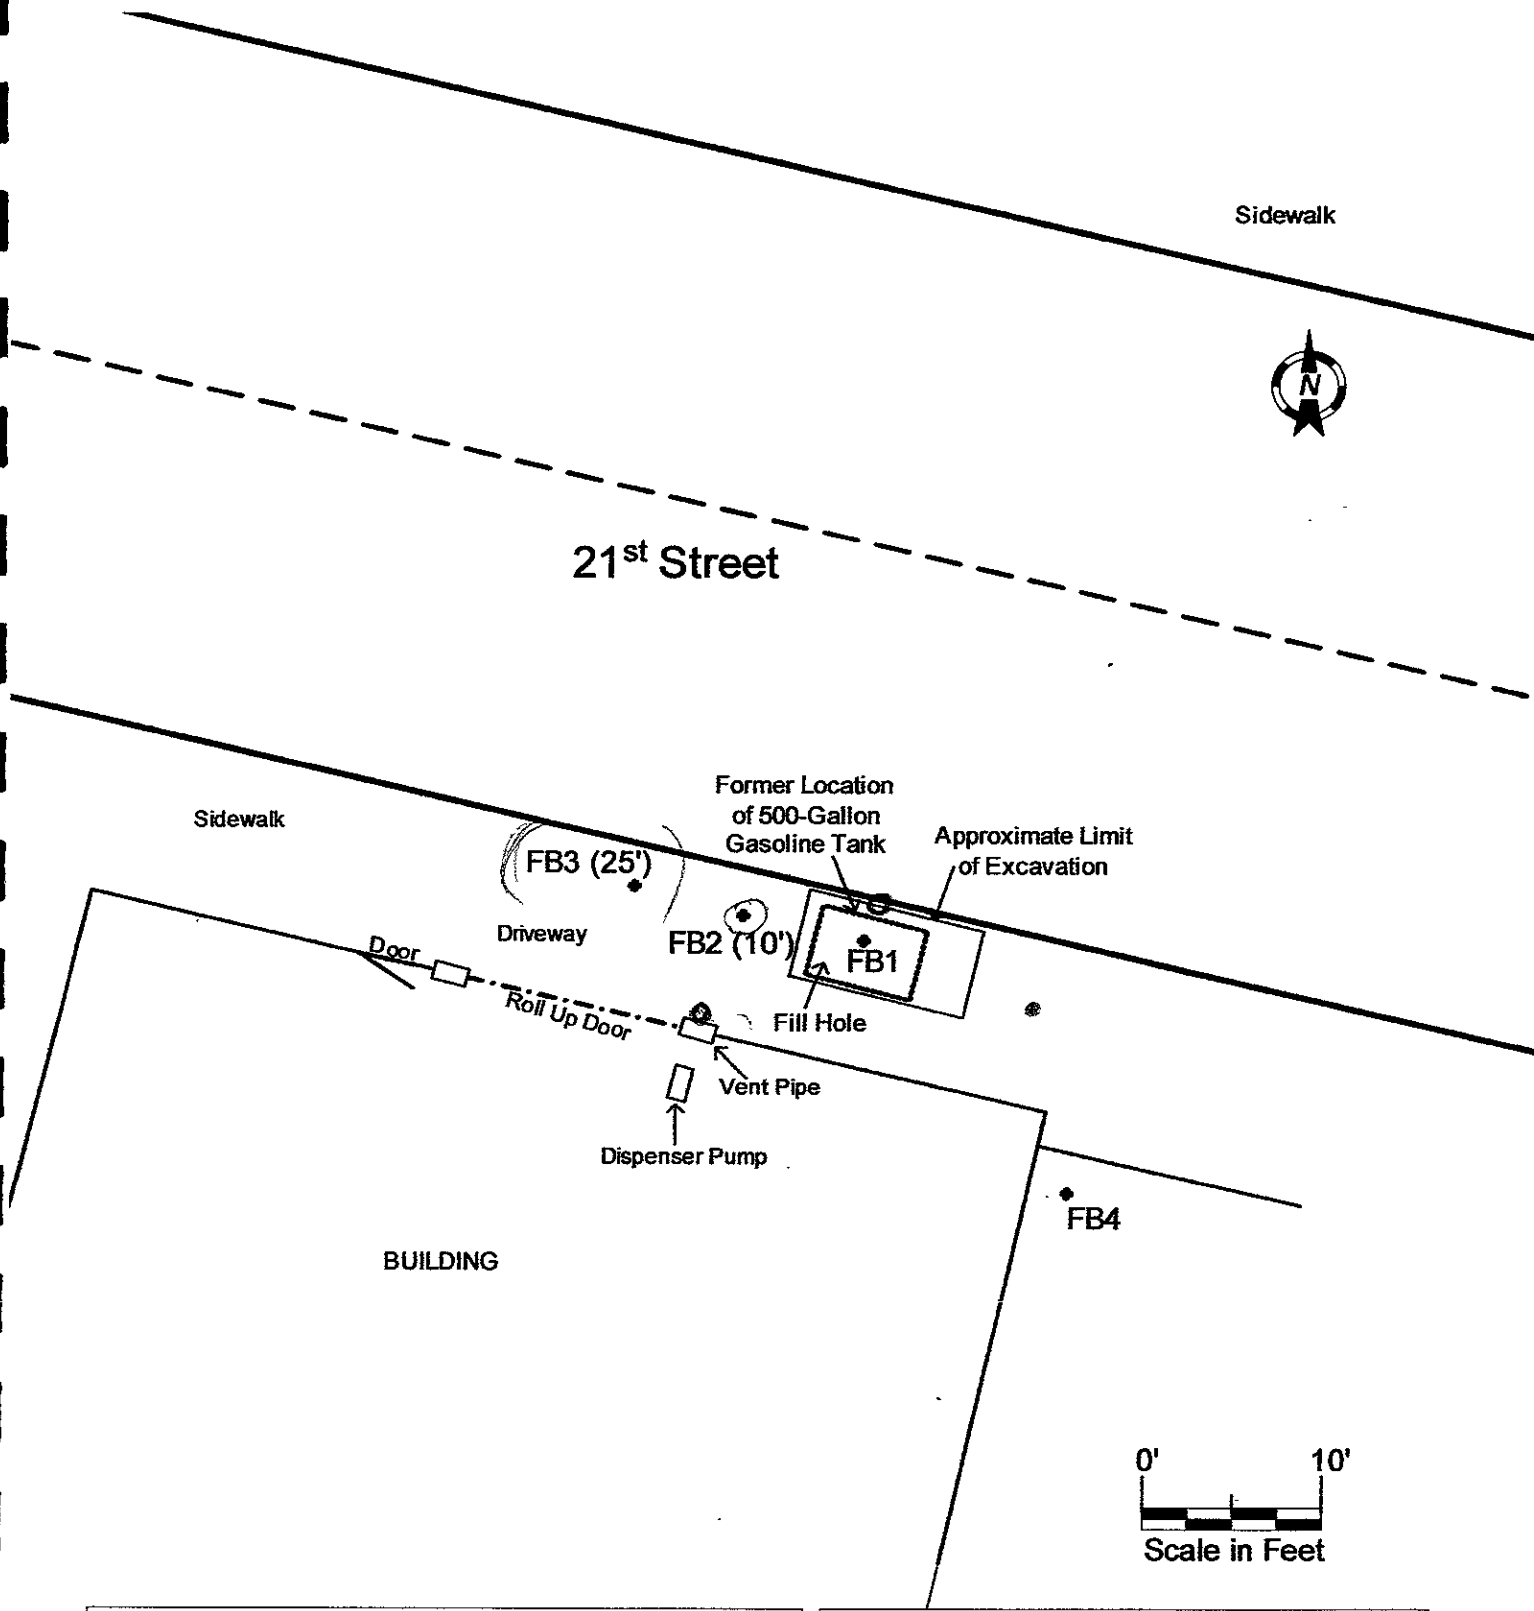 Sidewalk
N
21st Street
Former Location
of 500-Gallon
Gasoline Tank
Approximate Limit
of Excavation
Sidewalk
FB3 (25')
Driveway
FB2 (10')
FB1
Door
Roll Up Door
Fill Hole
Vent Pipe
Dispenser Pump
FB4
BUILDING
0' 10'
Scale in Feet